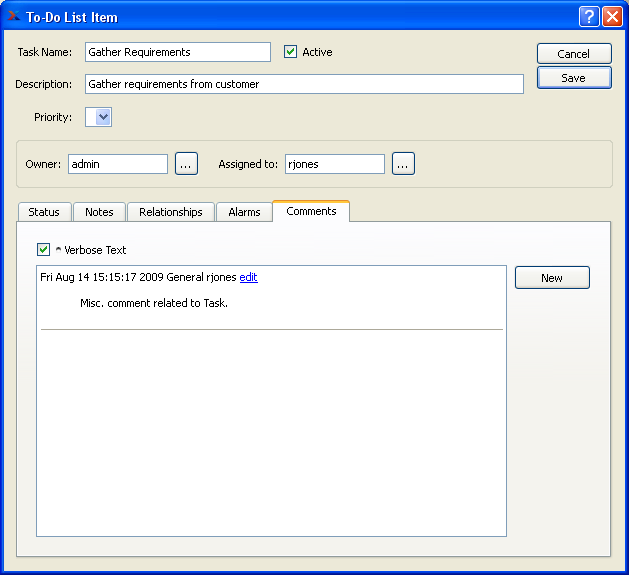 To-Do List Item
Task Name: Gather Requirements Active Cancel
Description: Gather requirements from customer Save
Priority:
Owner: admin ... Assigned to: rjones ...
Status Notes Relationships Alarms Comments
^ Verbose Text
Fri Aug 14 15:15:17 2009 General rjones edit New
Misc. comment related to Task.